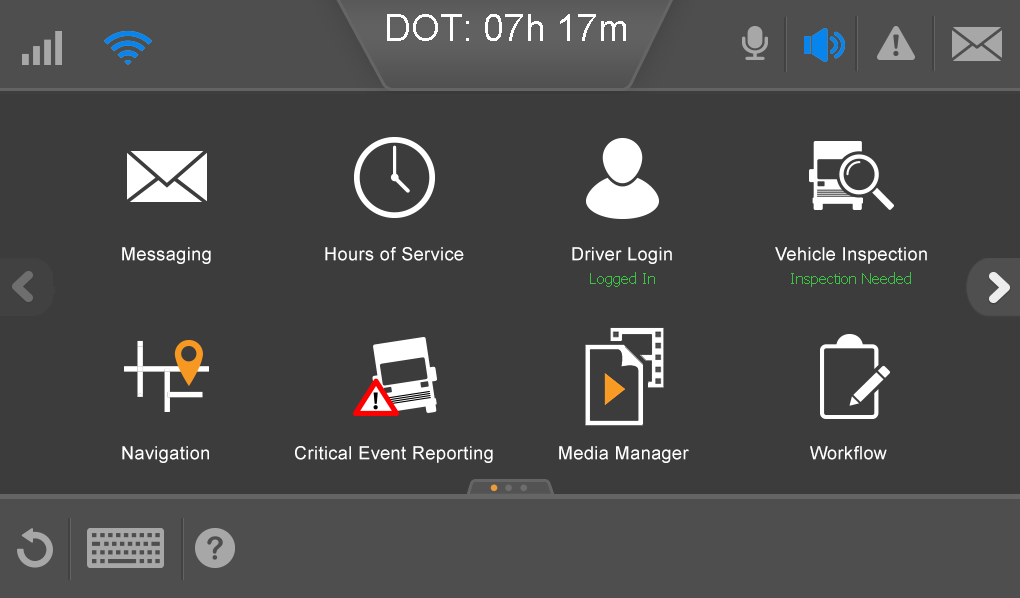 DOT: 07h 17m
Messaging
Hours of Service
Driver Login
Vehicle Inspection
Logged In
Inspection Needed
Navigation
Critical Event Reporting
Media Manager
Workflow